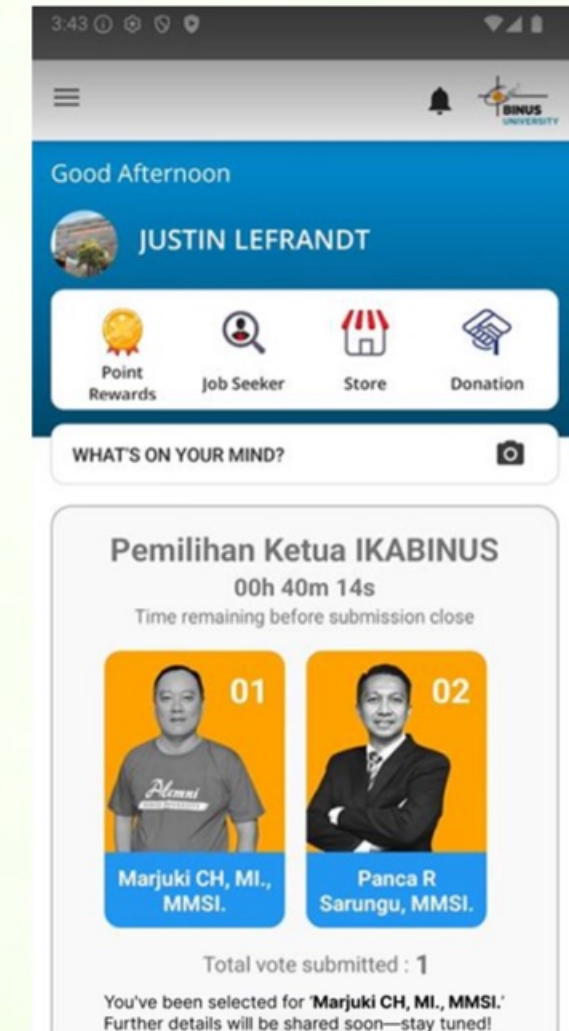 3:43
BINUS
UNIVERSITY
Good Afternoon
JUSTIN LEFRANDT
Point
Rewards
Job Seeker
Store
Donation
WHAT'S ON YOUR MIND?
Pemilihan Ketua IKABINUS
00h 40m 14s
Time remaining before submission close
01
Alumni
Marjuki CH, MI.,
MMSI.
02
Panca R
Sarungu, MMSI.
Total vote submitted : 1
You've been selected for 'Marjuki CH, MI., MMSI.'
Further details will be shared soon—stay tuned!